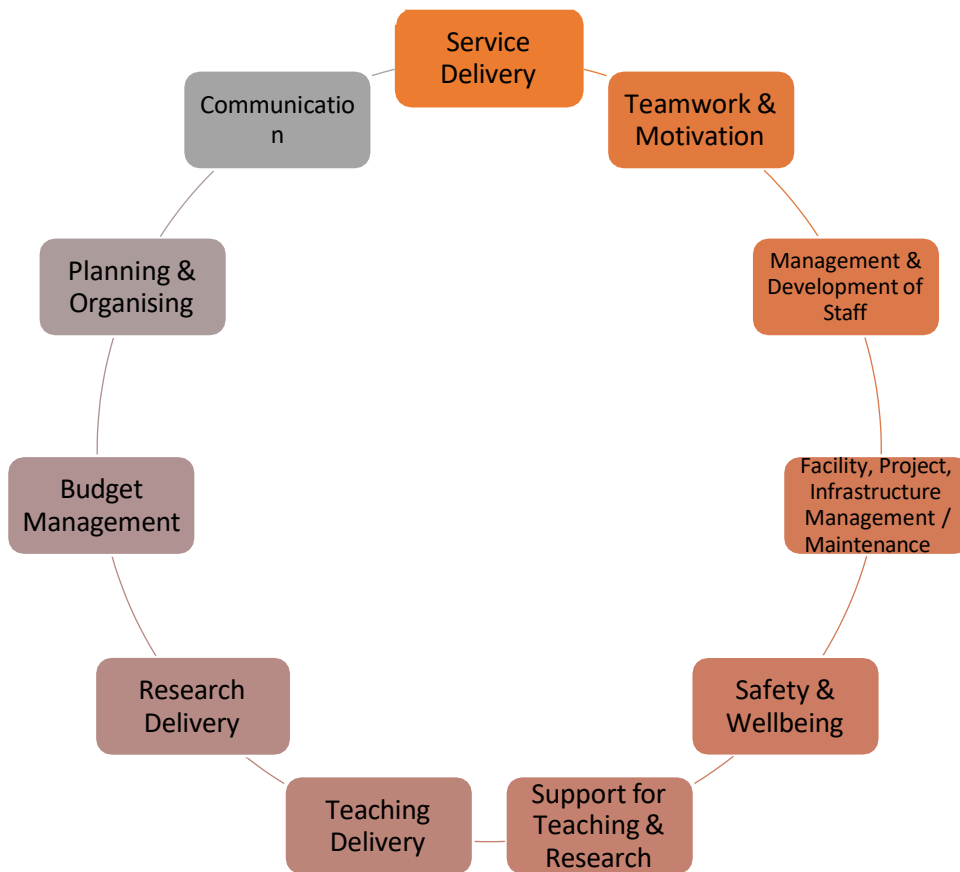 Service
Delivery
Teamwork &
Motivation
Management &
Development of
Staff
Facility, Project,
Infrastructure
Management /
Maintenance
Safety &
Wellbeing
Support for
Teaching &
Research
Teaching
Delivery
Research
Delivery
Budget
Management
Planning &
Organising
Communicatio
n